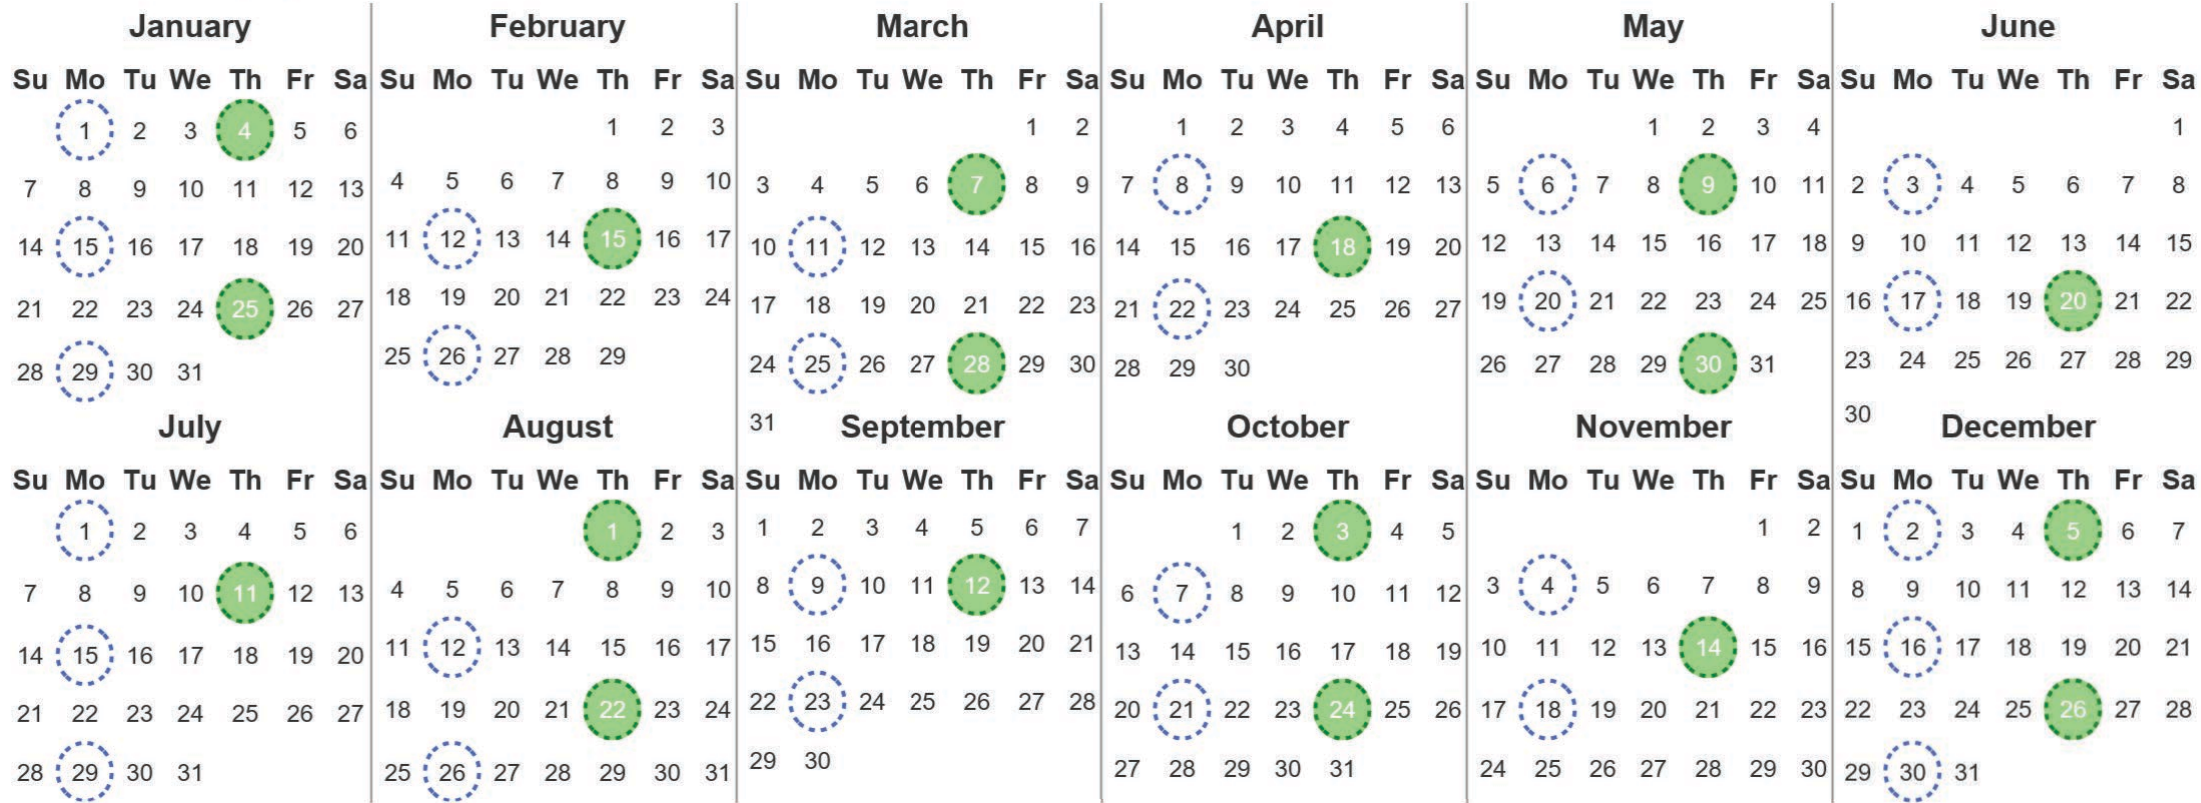 January February March April May June
Su Mo Tu We Th Fr Sa Su Mo Tu We Th Fr Sa Su Mo Tu We Th Fr Sa Su Mo Tu We Th Fr Sa Su Mo Tu We Th Fr Sa Su Mo Tu We Th Fr Sa
1 2 3 4 5 6 1 2 3 1 2 1 2 3 4 5 6 1 2 3 4 1
7 8 9 10 11 12 13 4 5 6 7 8 9 10 3 4 5 6 7 8 9 7 8 9 10 11 12 13 5 6 7 8 9 10 11 2 3 4 5 6 7 8
14 15 16 17 18 19 20 11 12 13 14 15 16 17 10 11 12 13 14 15 16 14 15 16 17 18 19 20 12 13 14 15 16 17 18 9 10 11 12 13 14 15
21 22 23 24 25 26 27 18 19 20 21 22 23 24 17 18 19 20 21 22 23 21 22 23 24 25 26 27 19 20 21 22 23 24 25 16 17 18 19 20 21 22
28 29 30 31 25 26 27 28 29 24 25 26 27 28 29 30 28 29 30 26 27 28 29 30 31 23 24 25 26 27 28 29
31 30
July August September October November December
Su Mo Tu We Th Fr Sa Su Mo Tu We Th Fr Sa Su Mo Tu We Th Fr Sa Su Mo Tu We Th Fr Sa Su Mo Tu We Th Fr Sa Su Mo Tu We Th Fr Sa
1 2 3 4 5 6 1 2 3 1 2 3 4 5 6 7 1 2 3 4 5 1 2 1 2 3 4 5 6 7
7 8 9 10 11 12 13 4 5 6 7 8 9 10 8 9 10 11 12 13 14 6 7 8 9 10 11 12 3 4 5 6 7 8 9 8 9 10 11 12 13 14
14 15 16 17 18 19 20 11 12 13 14 15 16 17 15 16 17 18 19 20 21 13 14 15 16 17 18 19 10 11 12 13 14 15 16 15 16 17 18 19 20 21
21 22 23 24 25 26 27 18 19 20 21 22 23 24 22 23 24 25 26 27 28 20 21 22 23 24 25 26 17 18 19 20 21 22 23 22 23 24 25 26 27 28
28 29 30 31 25 26 27 28 29 30 31 29 30 27 28 29 30 31 24 25 26 27 28 29 30 29 30 31